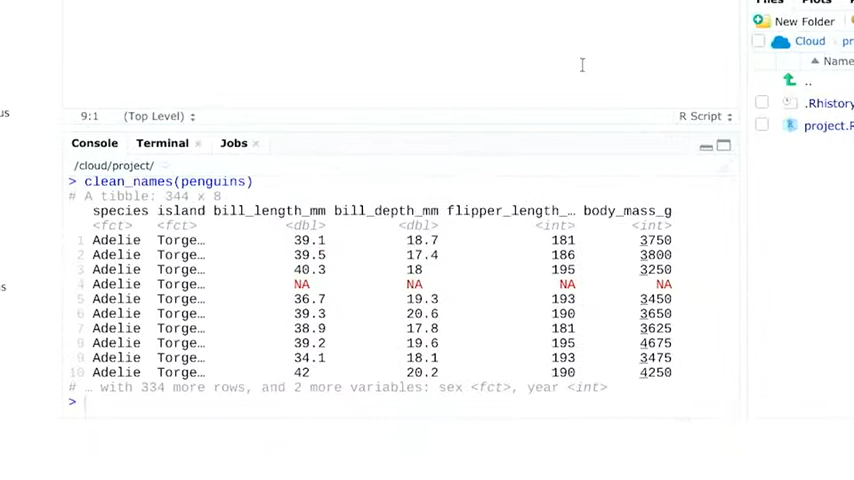 Files Plots
New Folder
Cloud pr
Name
..
.Rhistory
project.R
us
9:1 (Top Level) R Script
Console Terminal × Jobs ×
/cloud/project/
> clean_names(penguins)
# A tibble: 344 x 8
species island bill_length_mm bill_depth_mm flipper_length_… body_mass_g
<fct> <fct> <dbl> <dbl> <int> <int>
1 Adelie Torge… 39.1 18.7 181 3750
2 Adelie Torge… 39.5 17.4 186 3800
3 Adelie Torge… 40.3 18 195 3250
4 Adelie Torge… NA NA NA NA
5 Adelie Torge… 36.7 19.3 193 3450
6 Adelie Torge… 39.3 20.6 190 3650
7 Adelie Torge… 38.9 17.8 181 3625
8 Adelie Torge… 39.2 19.6 195 4675
9 Adelie Torge… 34.1 18.1 193 3475
10 Adelie Torge… 42 20.2 190 4250
# … with 334 more rows, and 2 more variables: sex <fct>, year <int>
>
s